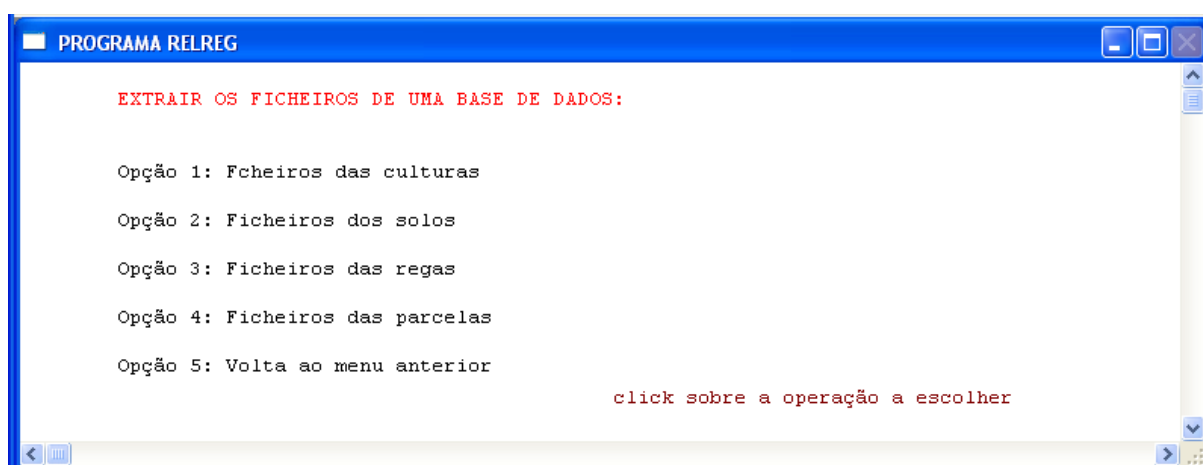 PROGRAMA RELREG
EXTRAIR OS FICHEIROS DE UMA BASE DE DADOS:
Opção 1: Fcheiros das culturas
Opção 2: Ficheiros dos solos
Opção 3: Ficheiros das regas
Opção 4: Ficheiros das parcelas
Opção 5: Volta ao menu anterior
click sobre a operação a escolher